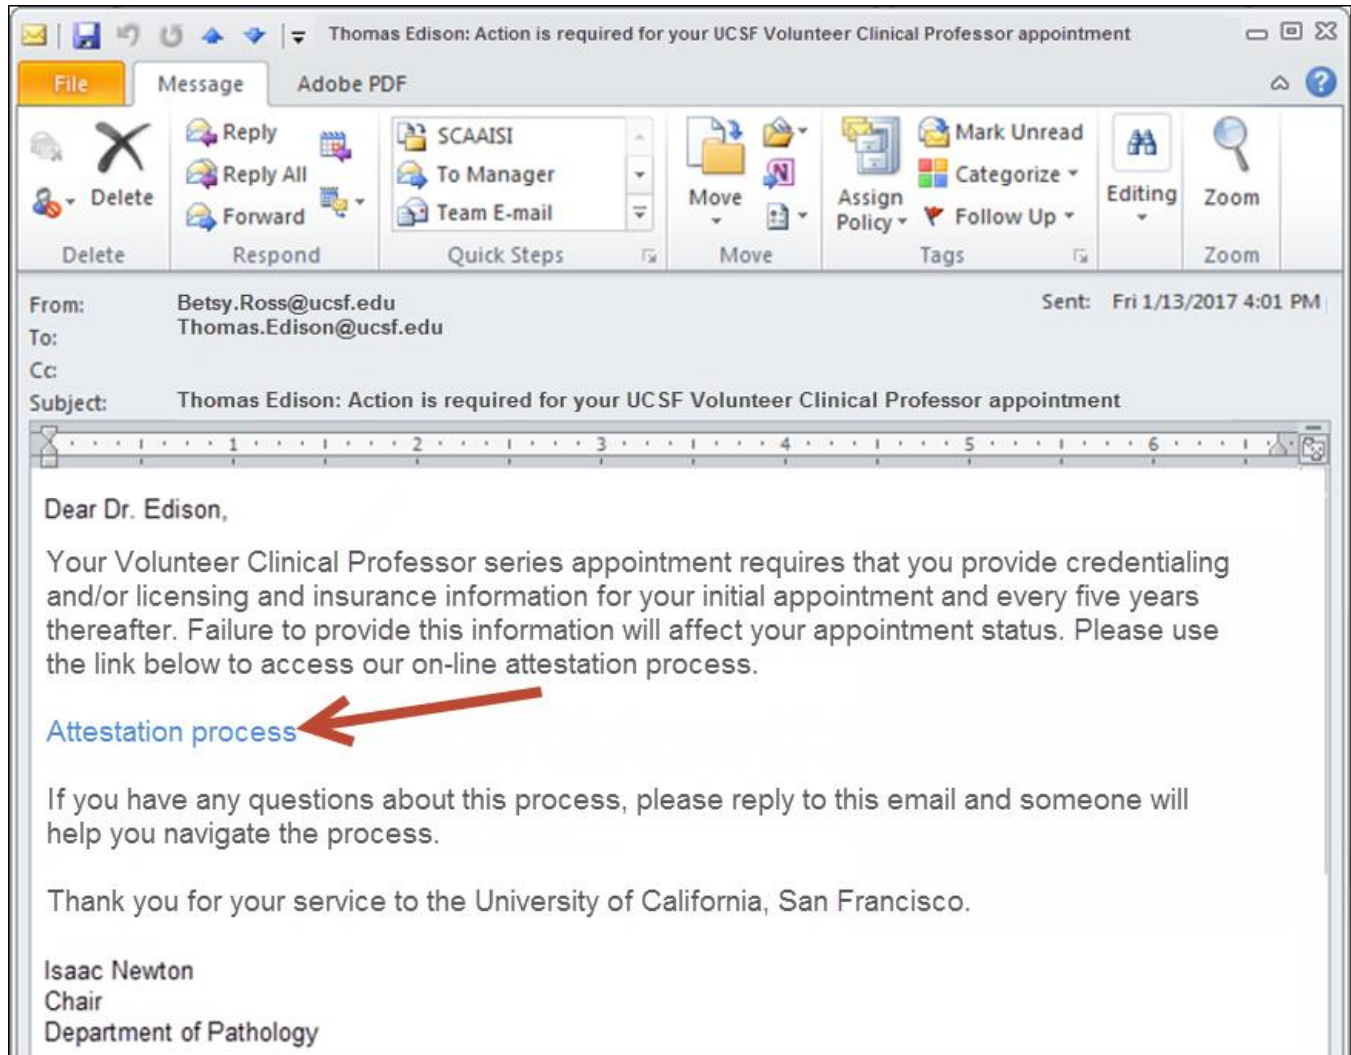 Thomas Edison: Action is required for your UCSF Volunteer Clinical Professor appointment
File Message Adobe PDF
Delete
Reply
Reply All
Forward
SCAAISI
To Manager
Team E-mail
Move
Assign Policy
Mark Unread
Categorize
Follow Up
Editing
Zoom
Delete Respond Quick Steps Move Tags Zoom
From: Betsy.Ross@ucsf.edu Sent: Fri 1/13/2017 4:01 PM
To: Thomas.Edison@ucsf.edu
Cc:
Subject: Thomas Edison: Action is required for your UCSF Volunteer Clinical Professor appointment
1 2 3 4 5 6
Dear Dr. Edison,
Your Volunteer Clinical Professor series appointment requires that you provide credentialing
and/or licensing and insurance information for your initial appointment and every five years
thereafter. Failure to provide this information will affect your appointment status. Please use
the link below to access our on-line attestation process.
Attestation process
If you have any questions about this process, please reply to this email and someone will
help you navigate the process.
Thank you for your service to the University of California, San Francisco.
Isaac Newton
Chair
Department of Pathology